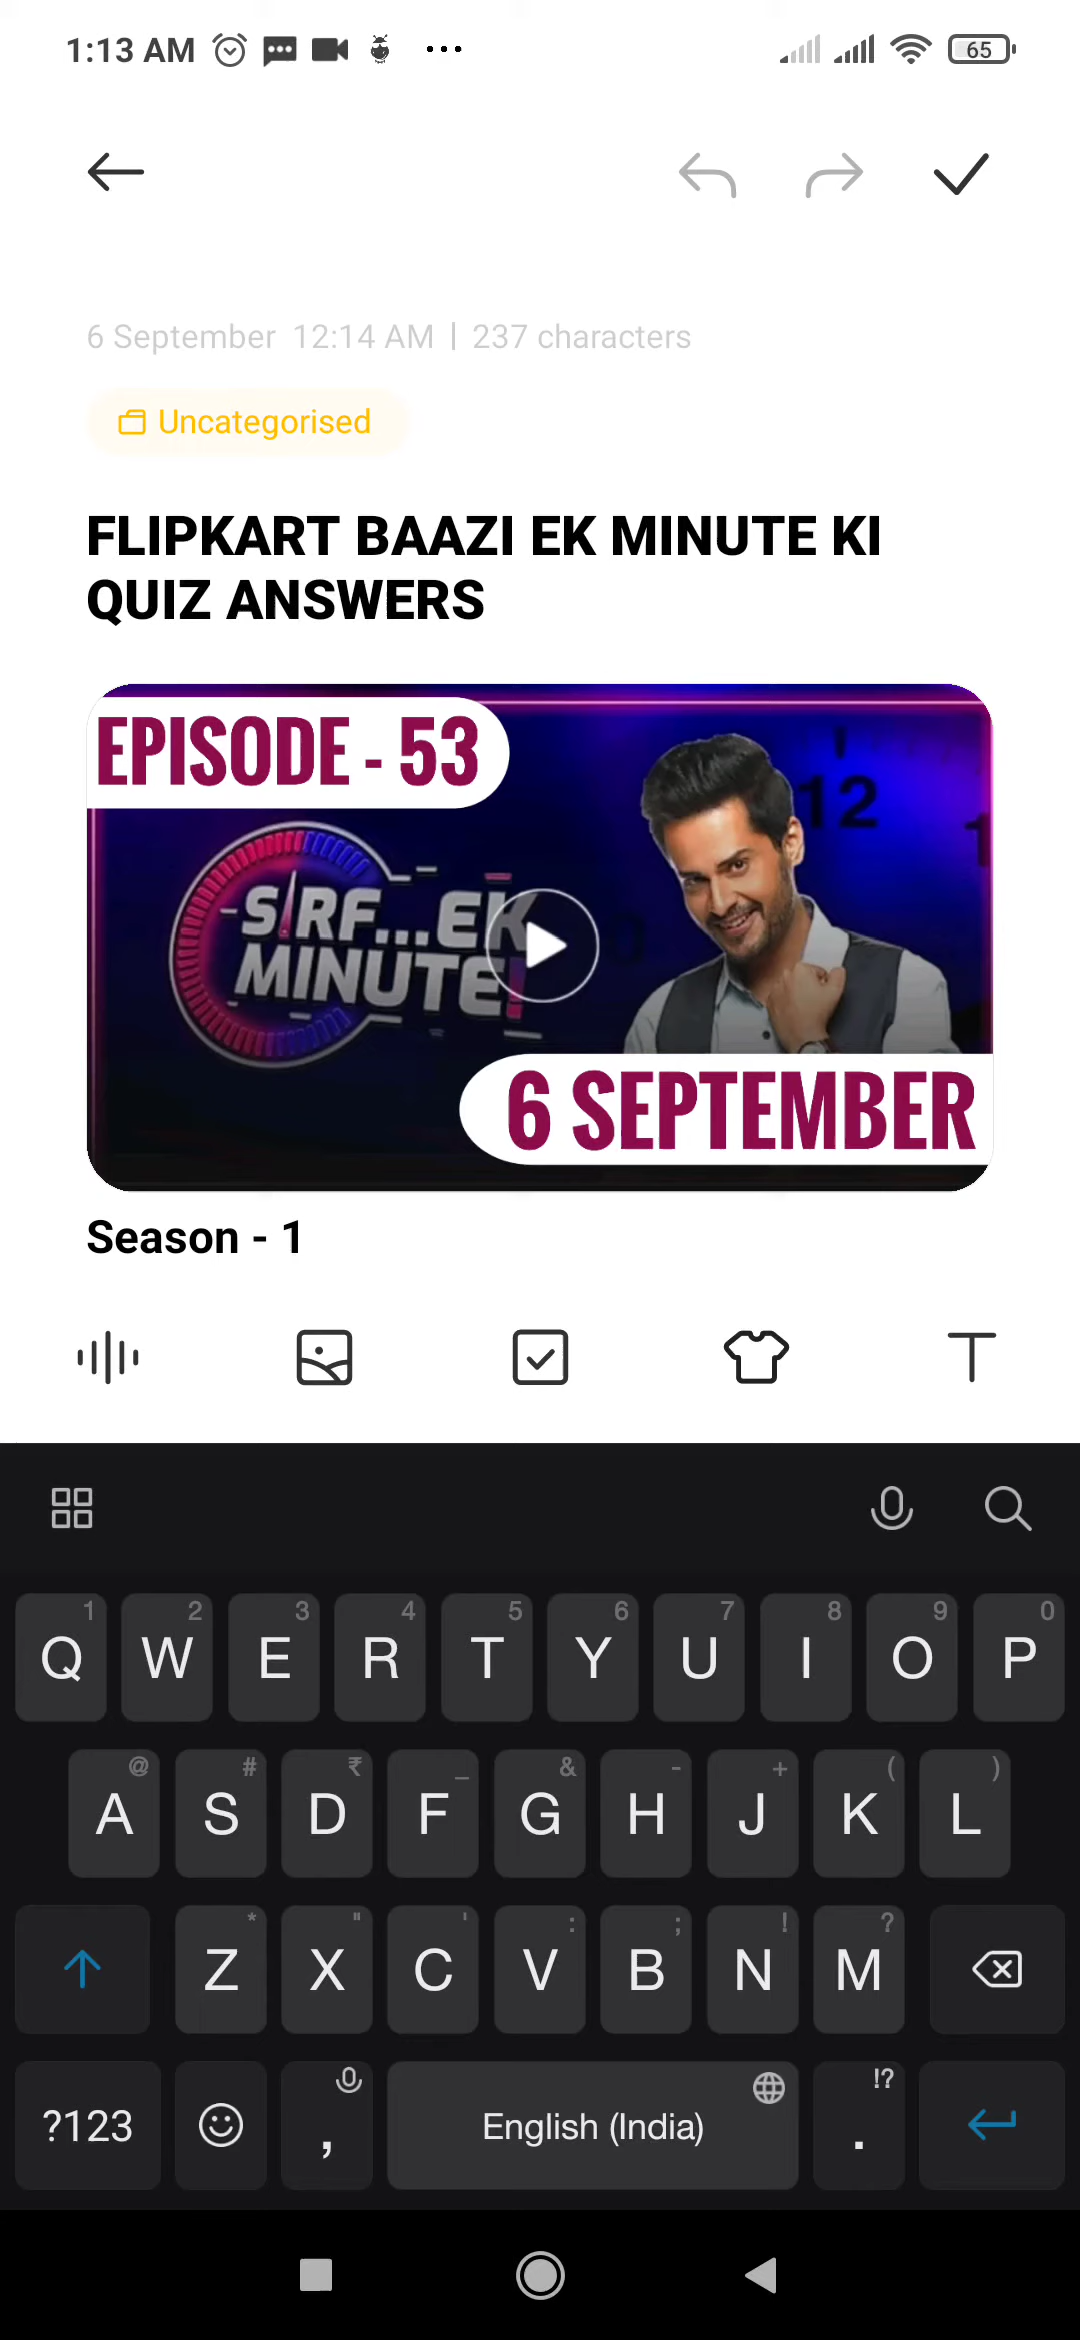 1:13 AM
65
6 September 12:14 AM | 237 characters
Uncategorised
FLIPKART BAAZI EK MINUTE KI
QUIZ ANSWERS
EPISODE - 53
12
SIRF...EK
MINUTE!
6 SEPTEMBER
Season - 1
T
1 2 3 4 5 6 7 8 9 0
Q W E R T Y U I O P
@ # ₹ _ & - + ( )
A S D F G H J K L
* " ' : ; ! ?
Z X C V B N M
!?
?123 , English (India) .